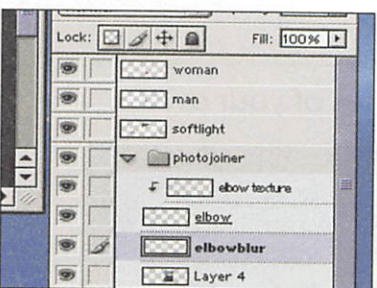 Lock: Fill: 100%
woman
man
softlight
photojoiner
elbow texture
elbow
elbowblur
Layer 4